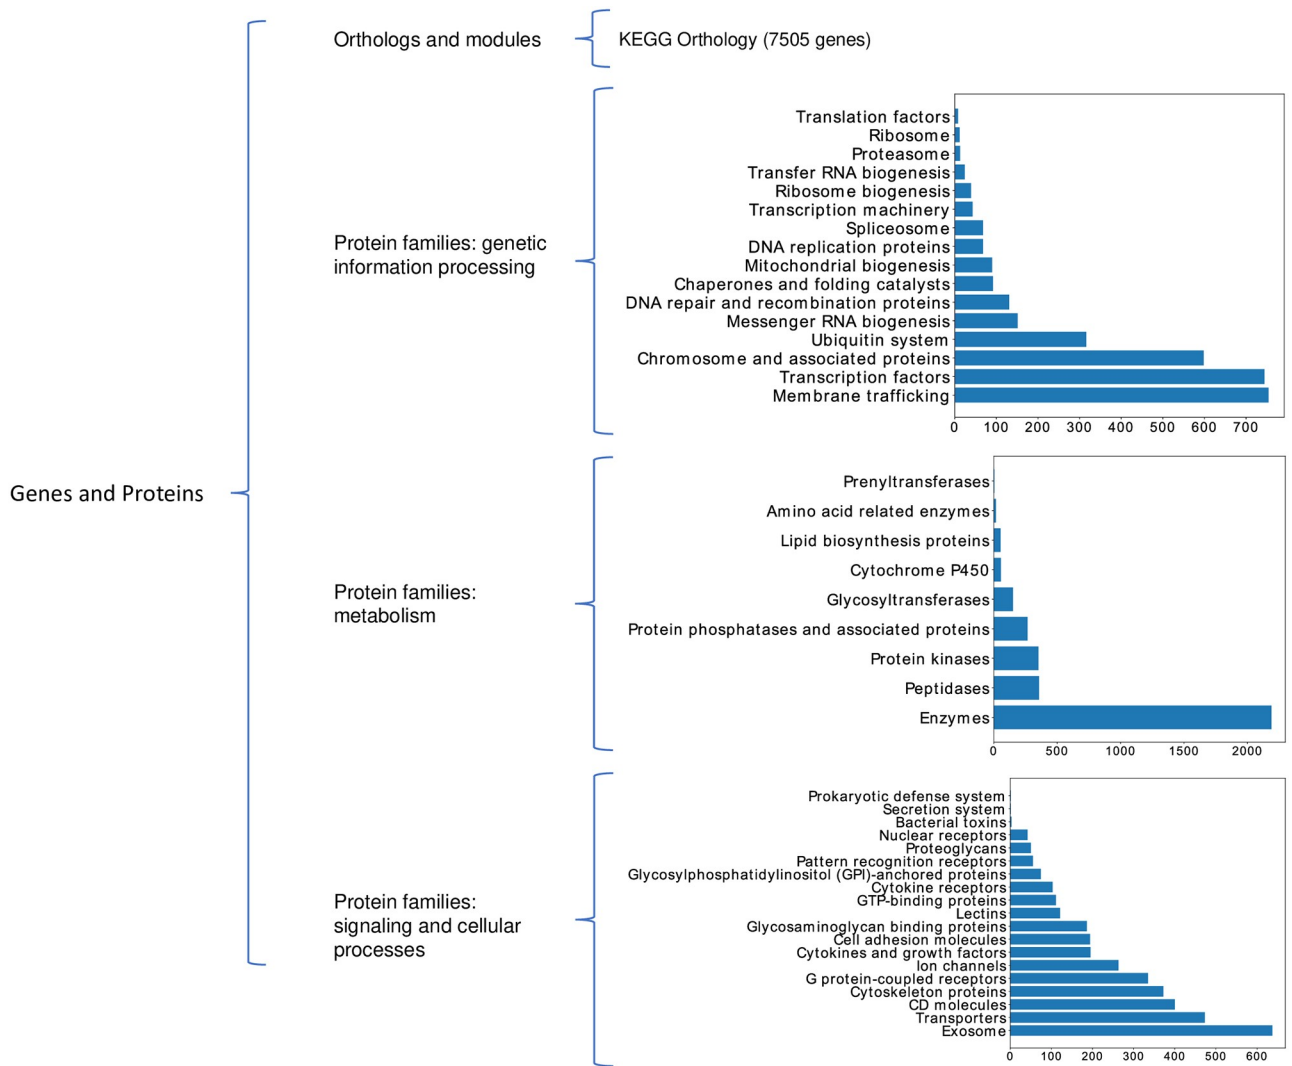 Orthologs and modules
KEGG Orthology (7505 genes)
Protein families: genetic
information processing
Translation factors
Ribosome
Proteasome
Transfer RNA biogenesis
Ribosome biogenesis
Transcription machinery
Spliceosome
DNA replication proteins
Mitochondrial biogenesis
Chaperones and folding catalysts
DNA repair and recombination proteins
Messenger RNA biogenesis
Ubiquitin system
Chromosome and associated proteins
Transcription factors
Membrane trafficking
0 100 200 300 400 500 600 700
Genes and Proteins
Protein families:
metabolism
Prenyltransferases
Amino acid related enzymes
Lipid biosynthesis proteins
Cytochrome P450
Glycosyltransferases
Protein phosphatases and associated proteins
Protein kinases
Peptidases
Enzymes
0 500 1000 1500 2000
Protein families:
signaling and cellular
processes
Prokaryotic defense system
Secretion system
Bacterial toxins
Nuclear receptors
Proteoglycans
Pattern recognition receptors
Glycosylphosphatidylinositol (GPI)-anchored proteins
Cytokine receptors
GTP-binding proteins
Lectins
Glycosaminoglycan binding proteins
Cell adhesion molecules
Cytokines and growth factors
Ion channels
G protein-coupled receptors
Cytoskeleton proteins
CD molecules
Transporters
Exosome
0 100 200 300 400 500 600